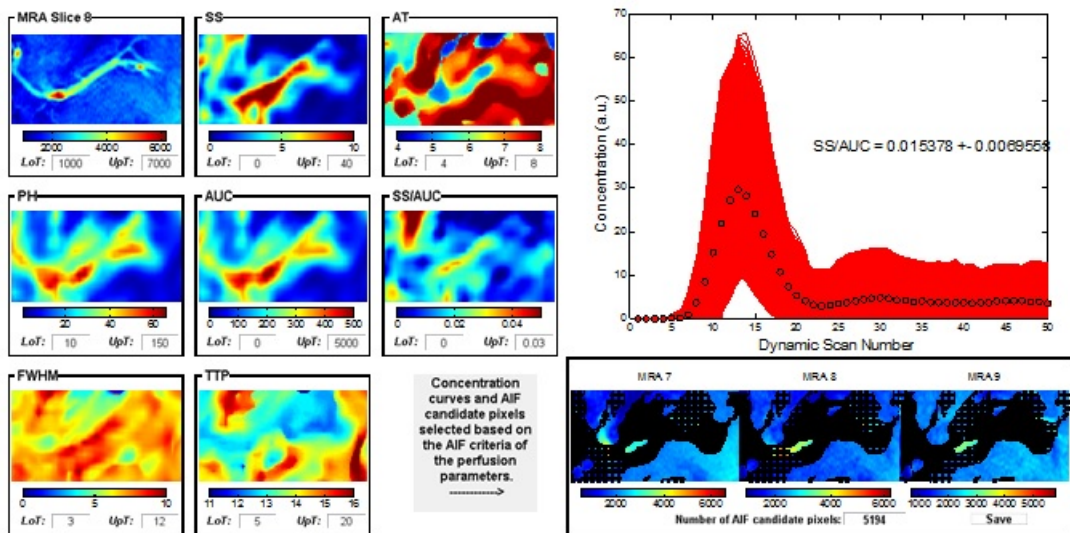 MRA Slice 8
2000 4000 6000
LoT: 1000 UpT: 7000
SS
0 5 10
LoT: 0 UpT: 40
AT
4 5 6 7 8
LoT: 4 UpT: 8
PH
20 40 60
LoT: 10 UpT: 150
AUC
0 100 200 300 400 500
LoT: 0 UpT: 5000
SS/AUC
0 0.02 0.04
LoT: 0 UpT: 0.03
FWHM
0 5 10
LoT: 3 UpT: 12
TTP
11 12 13 14 15 16
LoT: 5 UpT: 20
Concentration
curves and AIF
candidate pixels
selected based on
the AIF criteria of
the perfusion
parameters.
----------->
Concentration (a.u.)
70
60
50
40
30
20
10
0
SS/AUC = 0.015378 +- 0.0069558
0 5 10 15 20 25 30 35 40 45 50
Dynamic Scan Number
MRA 7 MRA 8 MRA 9
2000 4000 6000
2000 4000 6000
1000 2000 3000 4000 5000
Number of AIF candidate pixels: 5194 Save